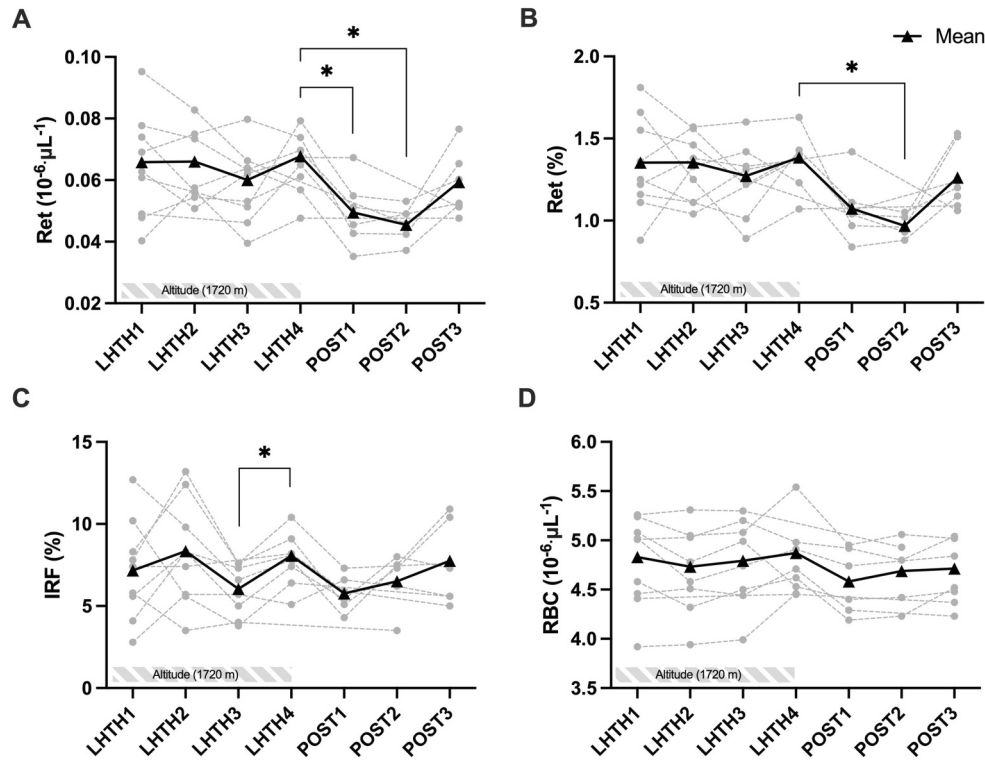 A
Ret (10⁻⁶·µL⁻¹)
0.10
0.08
0.06
0.04
0.02
*
*
Altitude (1720 m)
LHTH1
LHTH2
LHTH3
LHTH4
POST1
POST2
POST3
B
Mean
Ret (%)
2.0
1.5
1.0
0.5
*
Altitude (1720 m)
LHTH1
LHTH2
LHTH3
LHTH4
POST1
POST2
POST3
C
IRF (%)
15
10
5
0
*
Altitude (1720 m)
LHTH1
LHTH2
LHTH3
LHTH4
POST1
POST2
POST3
D
RBC (10⁻⁶·µL⁻¹)
6.0
5.5
5.0
4.5
4.0
3.5
Altitude (1720 m)
LHTH1
LHTH2
LHTH3
LHTH4
POST1
POST2
POST3